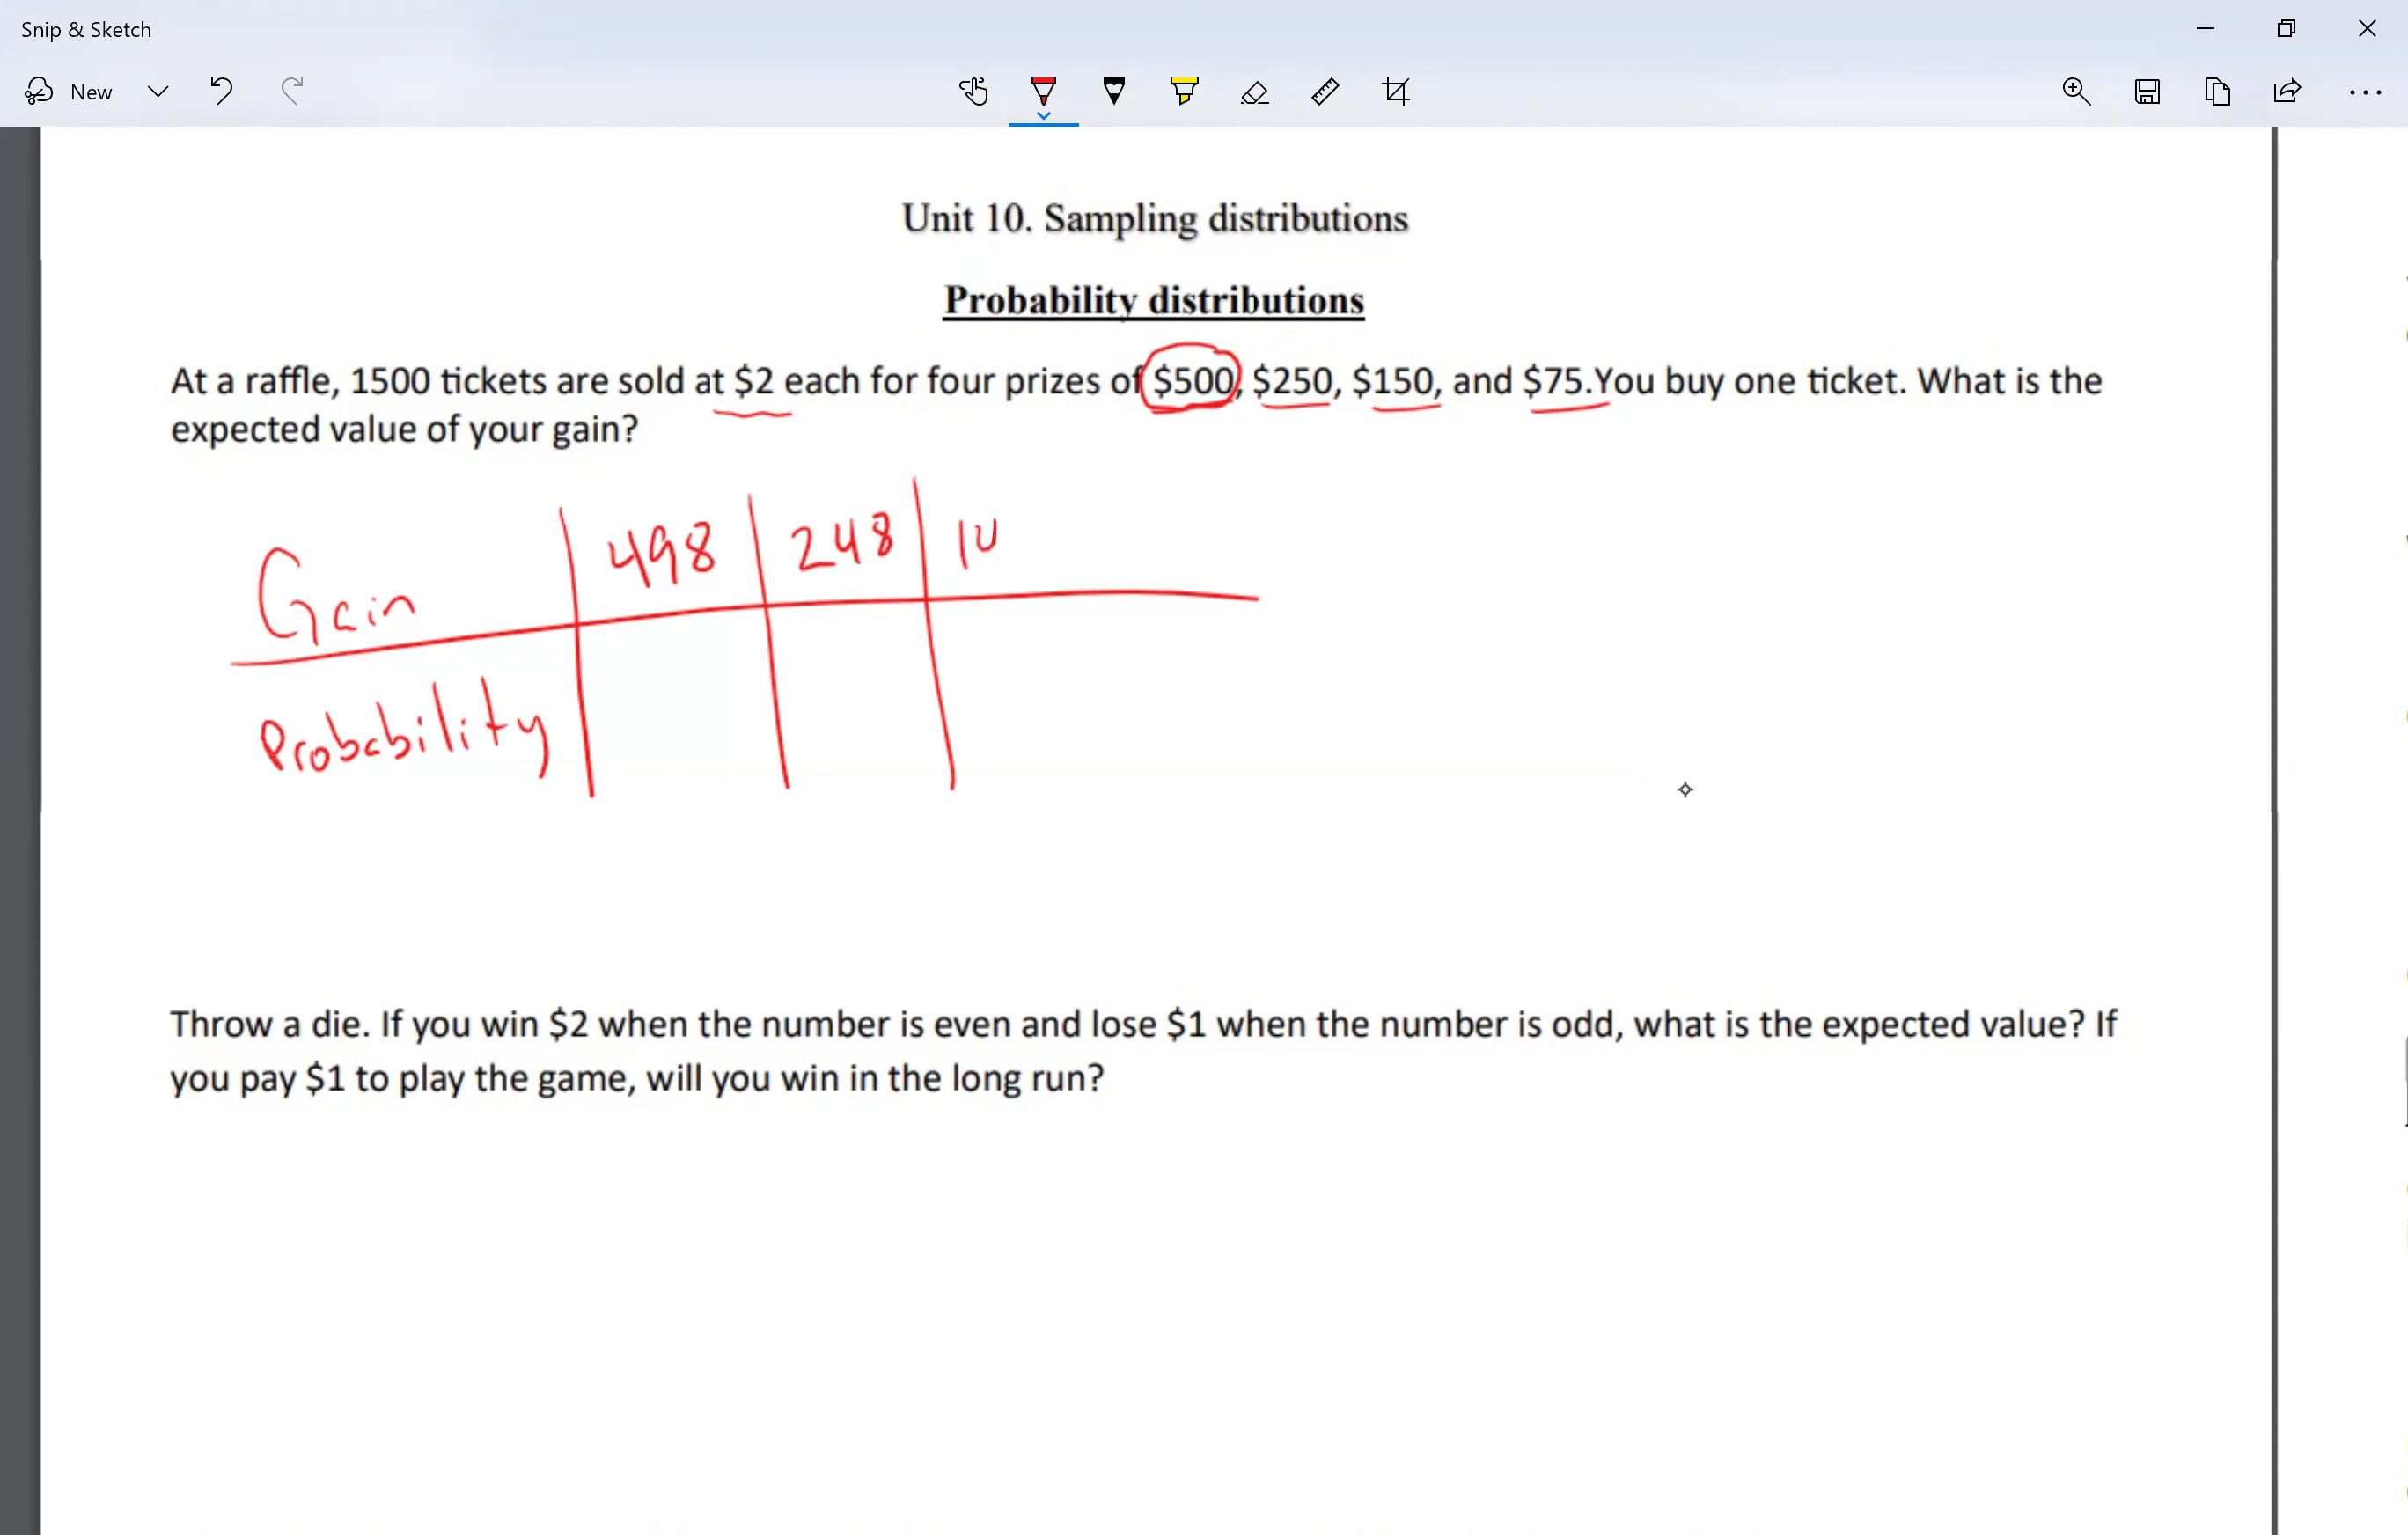 Snip & Sketch
New
Unit 10. Sampling distributions
Probability distributions
At a raffle, 1500 tickets are sold at $2 each for four prizes of $500, $250, $150, and $75.You buy one ticket. What is the
expected value of your gain?
Gain 498 248
Probability
Throw a die. If you win $2 when the number is even and lose $1 when the number is odd, what is the expected value? If
you pay $1 to play the game, will you win in the long run?